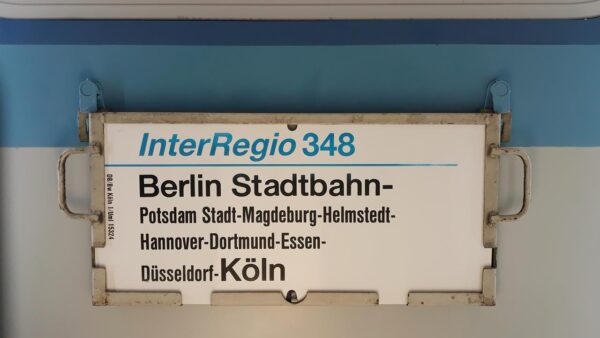 InterRegio 348
Berlin Stadtbahn-
Potsdam Stadt-Magdeburg-Helmstedt-
Hannover-Dortmund-Essen-
Düsseldorf-Köln